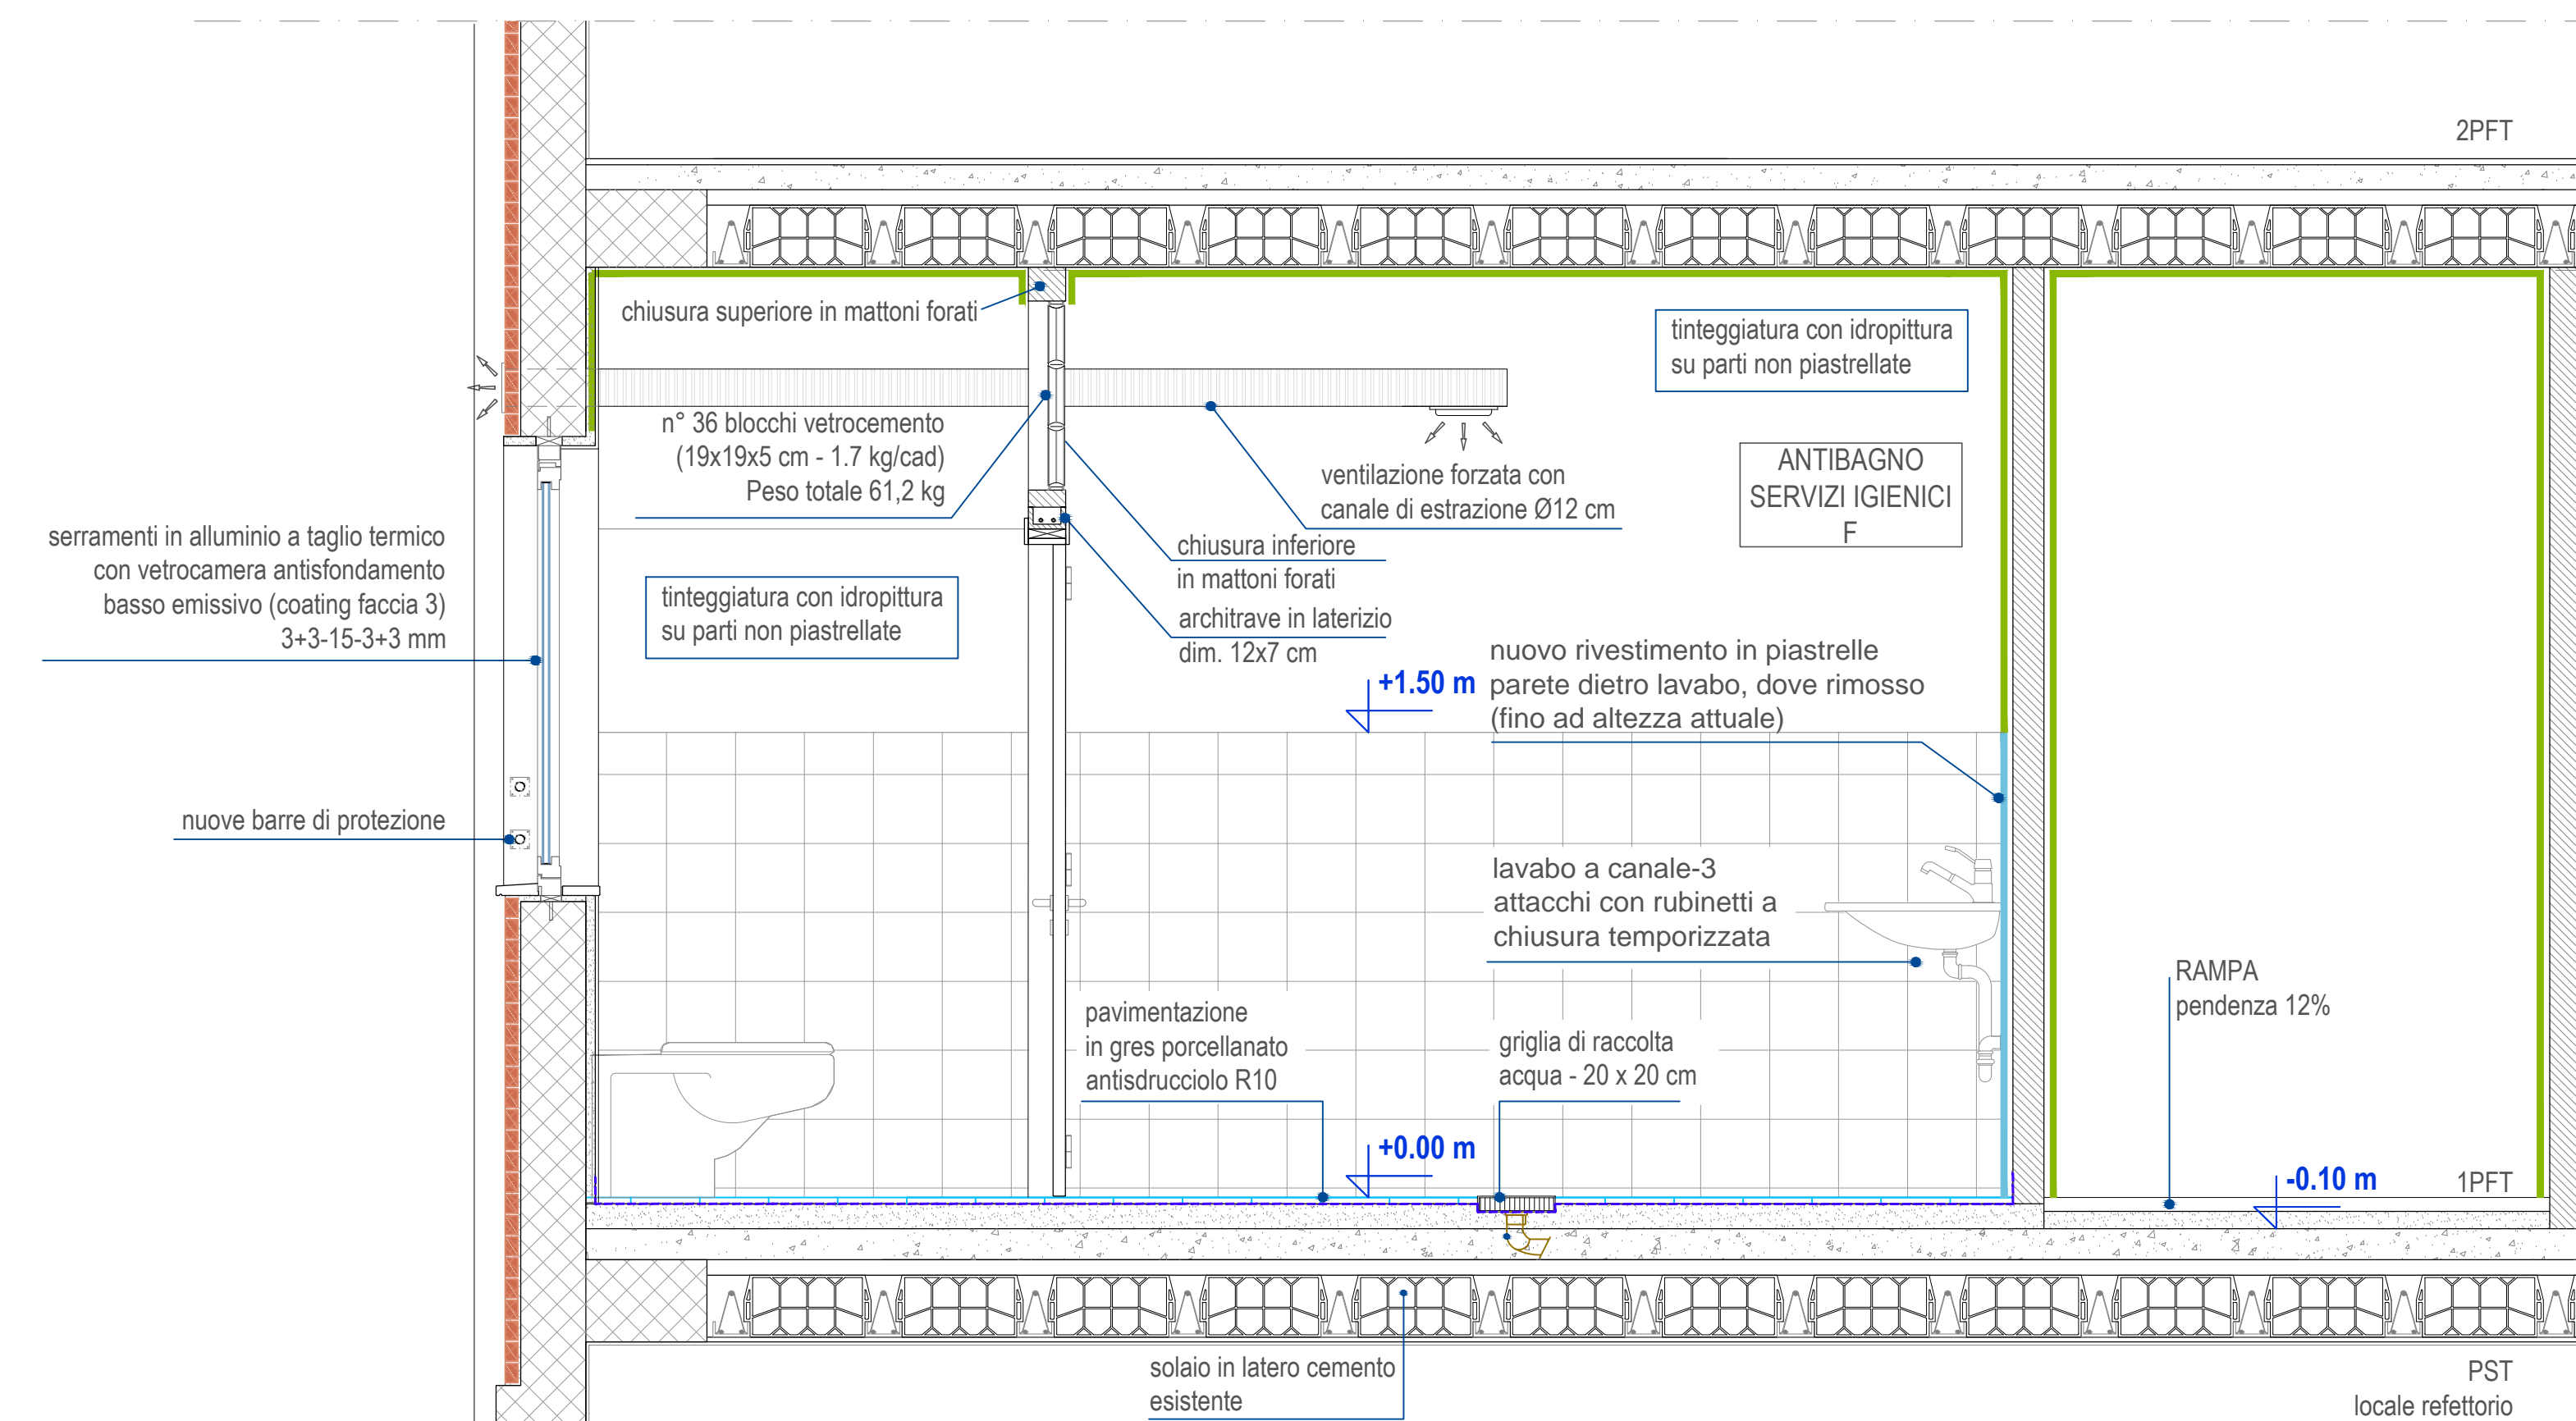 2PFT
chiusura superiore in mattoni forati
tinteggiatura con idropittura
su parti non piastrellate
n° 36 blocchi vetrocemento
(19x19x5 cm - 1.7 kg/cad)
Peso totale 61,2 kg
ventilazione forzata con
canale di estrazione Ø12 cm
ANTIBAGNO
SERVIZI IGIENICI
F
serramenti in alluminio a taglio termico
con vetrocamera antisfondamento
basso emissivo (coating faccia 3)
3+3-15-3+3 mm
chiusura inferiore
in mattoni forati
tinteggiatura con idropittura
su parti non piastrellate
architrave in laterizio
dim. 12x7 cm
+1.50 m
nuovo rivestimento in piastrelle
parete dietro lavabo, dove rimosso
(fino ad altezza attuale)
nuove barre di protezione
lavabo a canale-3
attacchi con rubinetti a
chiusura temporizzata
RAMPA
pendenza 12%
pavimentazione
in gres porcellanato
antisdrucciolo R10
griglia di raccolta
acqua - 20 x 20 cm
+0.00 m
-0.10 m
1PFT
solaio in latero cemento
esistente
PST
locale refettorio